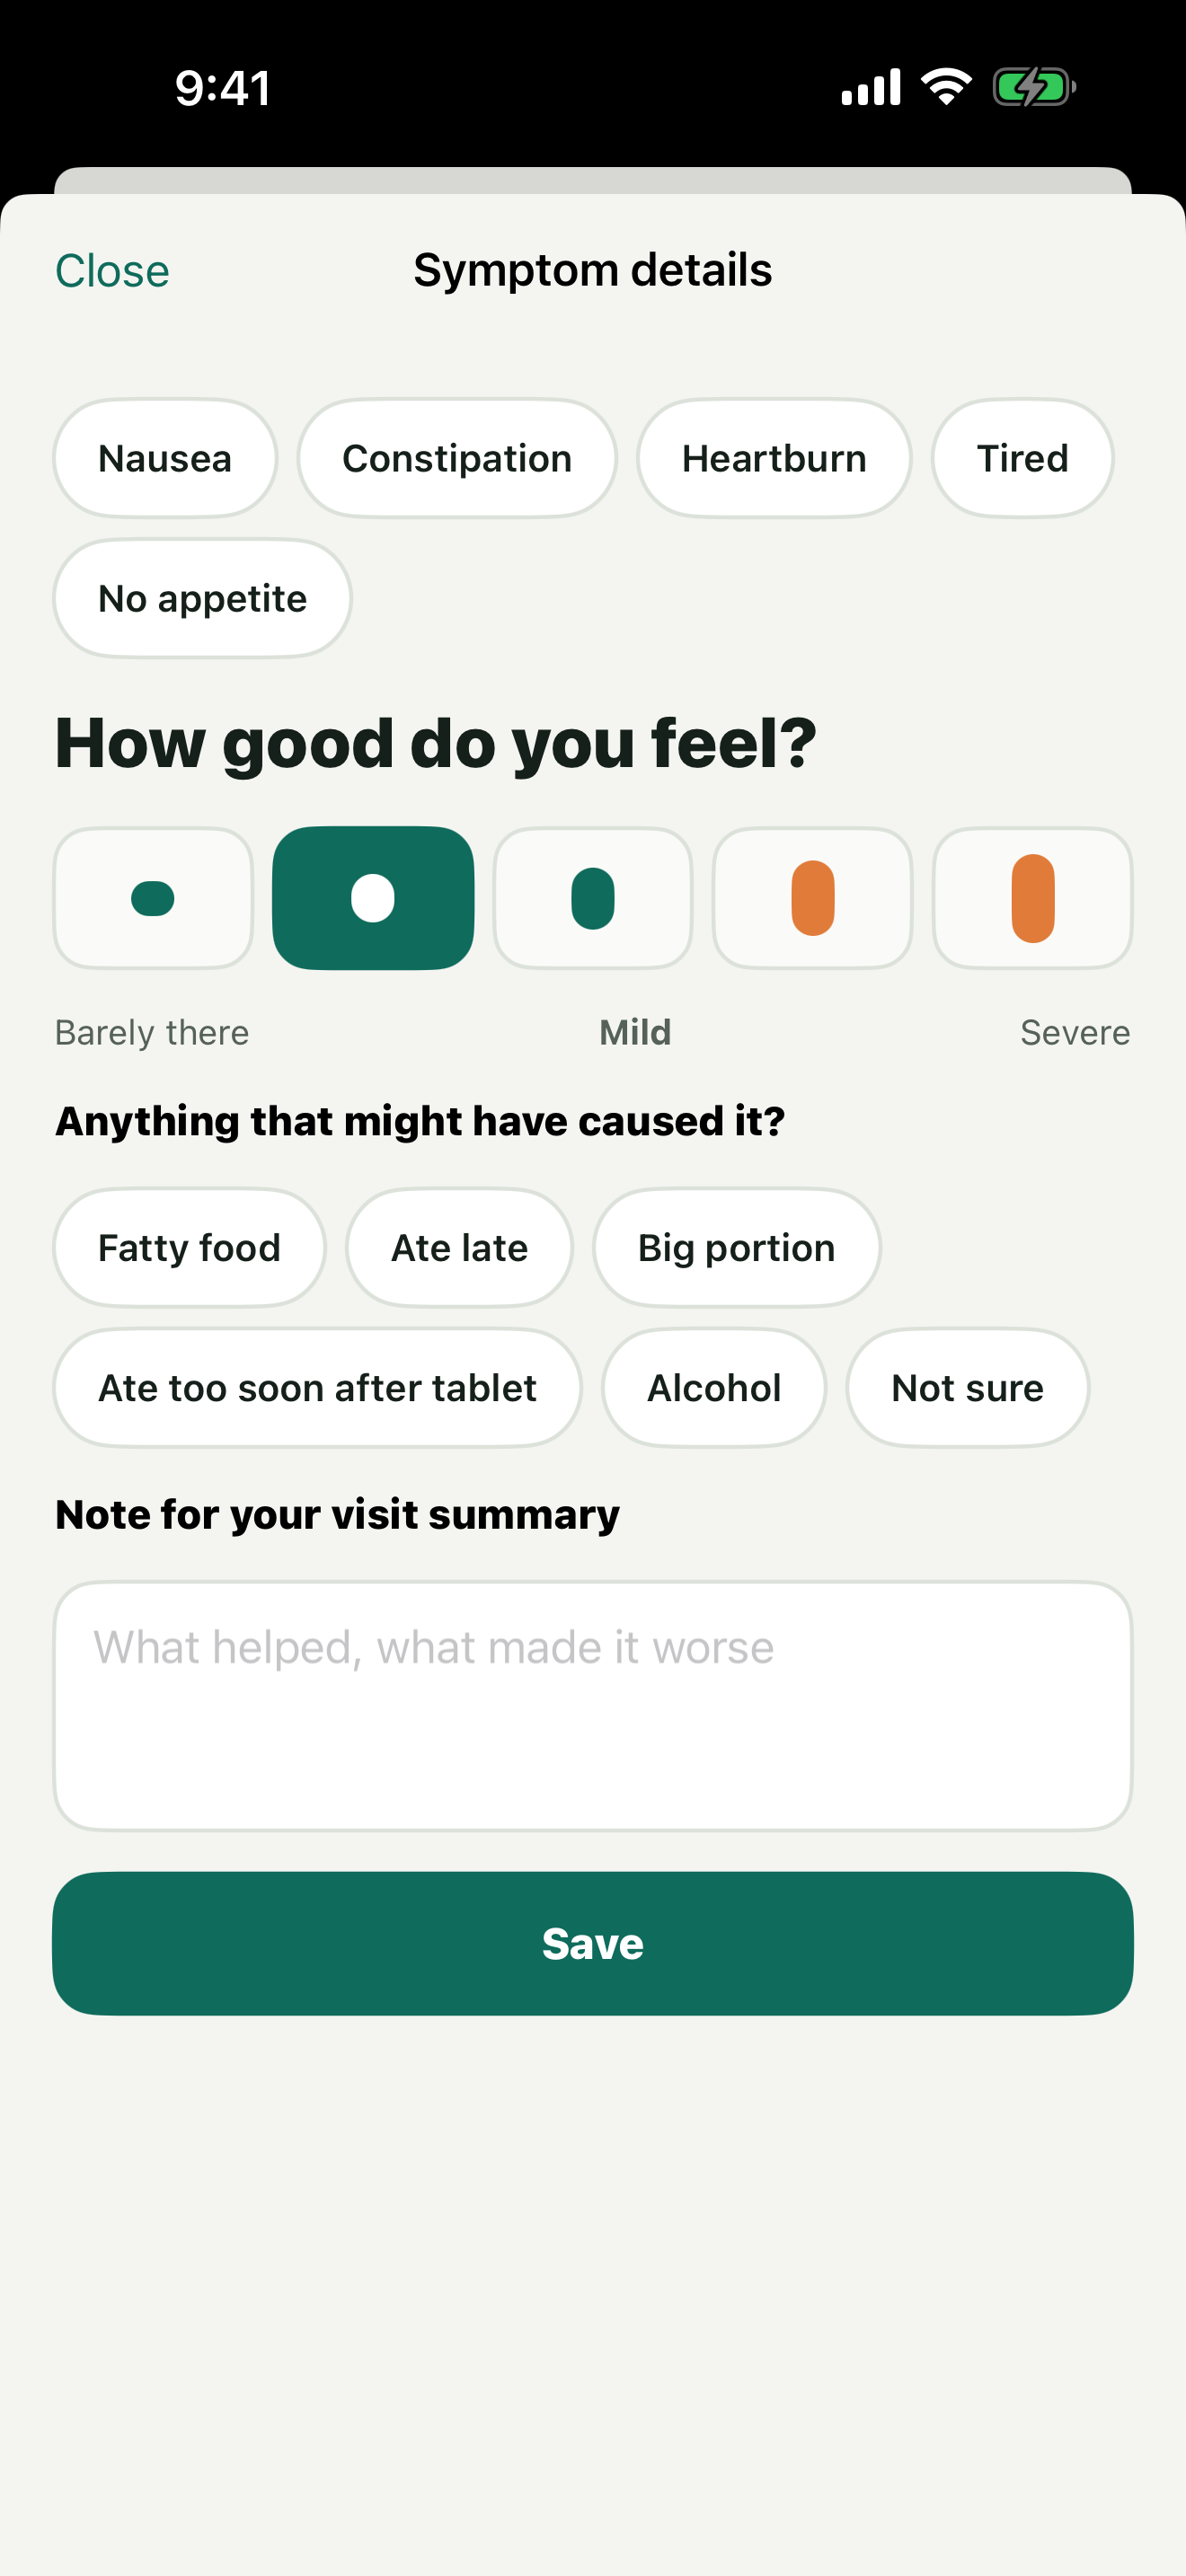 9:41
Close
Symptom details
Nausea
Constipation
Heartburn
Tired
No appetite
How good do you feel?
Barely there
Mild
Severe
Anything that might have caused it?
Fatty food
Ate late
Big portion
Ate too soon after tablet
Alcohol
Not sure
Note for your visit summary
What helped, what made it worse
Save